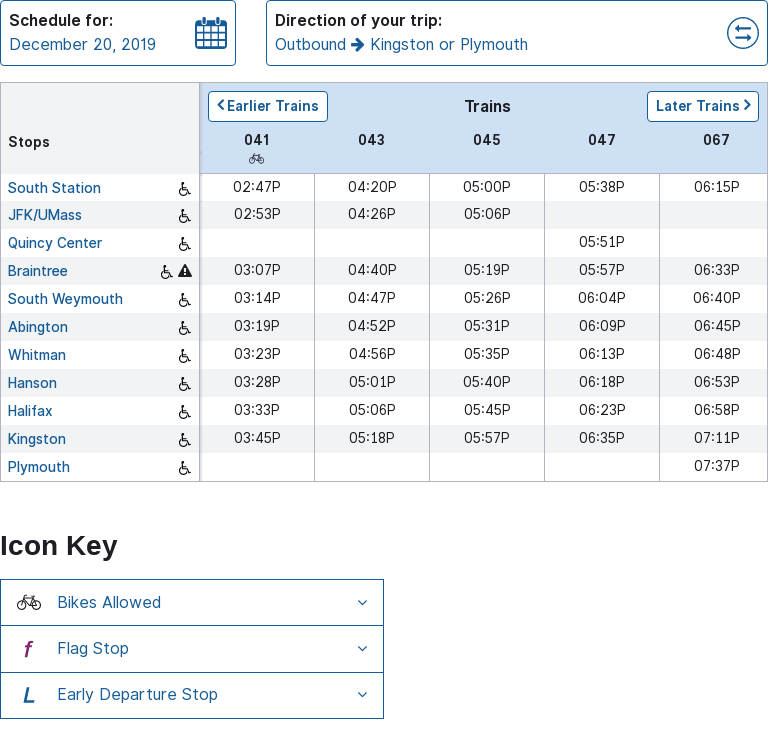 Schedule for:
December 20, 2019
Direction of your trip:
Outbound Kingston or Plymouth
Stops
Earlier Trains Trains Later Trains
041 043 045 047 067
South Station 02:47P 04:20P 05:00P 05:38P 06:15P
JFK/UMass 02:53P 04:26P 05:06P
Quincy Center 05:51P
Braintree 03:07P 04:40P 05:19P 05:57P 06:33P
South Weymouth 03:14P 04:47P 05:26P 06:04P 06:40P
Abington 03:19P 04:52P 05:31P 06:09P 06:45P
Whitman 03:23P 04:56P 05:35P 06:13P 06:48P
Hanson 03:28P 05:01P 05:40P 06:18P 06:53P
Halifax 03:33P 05:06P 05:45P 06:23P 06:58P
Kingston 03:45P 05:18P 05:57P 06:35P 07:11P
Plymouth 07:37P
Icon Key
Bikes Allowed
f Flag Stop
L Early Departure Stop